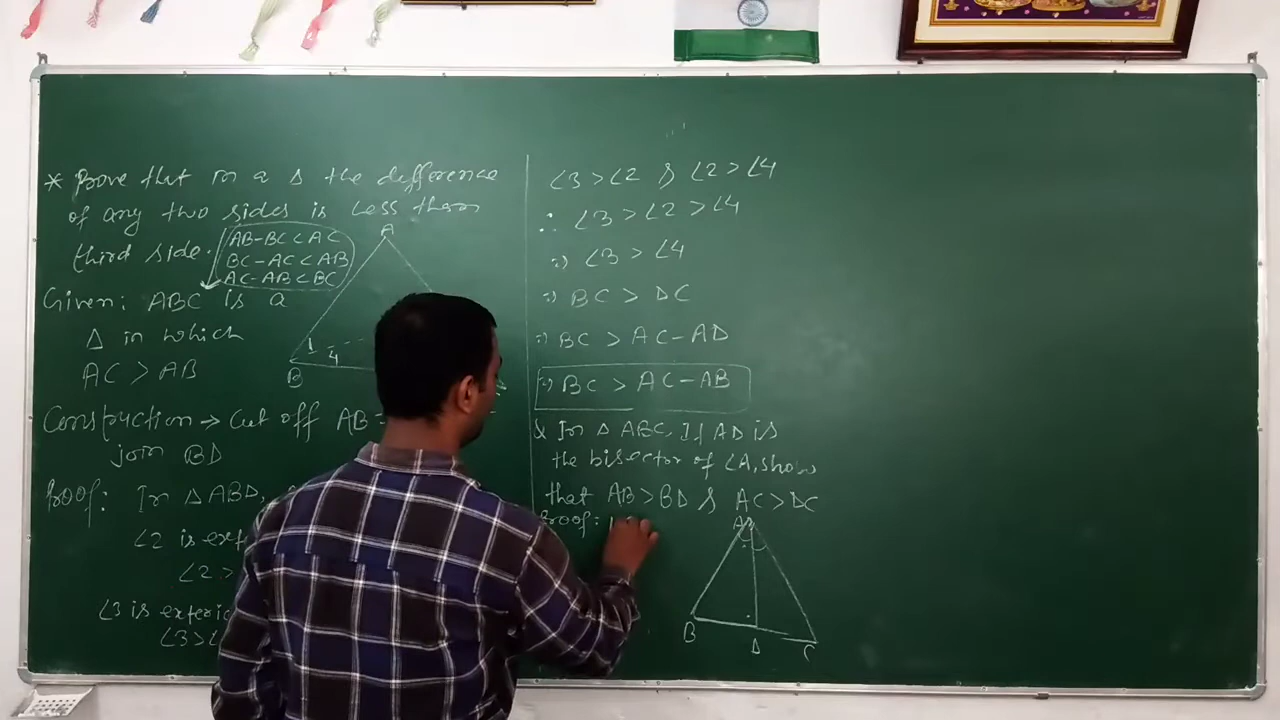 * Prove that in a Δ the difference
of any two sides is less than
third side.
AB-BC<AC
BC-AC<AB
AC-AB<BC
Given: ABC is a
Δ in which
AC > AB
Construction → Cut off AB =
join BD
Proof: In Δ ABD,
∠2 is ext
∠2 >
∠3 is exterio
∠3>∠
A
1
4
B
∠3 > ∠2 & ∠2 > ∠4
∴ ∠3 > ∠2 > ∠4
⇒ ∠3 > ∠4
⇒ BC > DC
⇒ BC > AC-AD
⇒ BC > AC-AB
Q In Δ ABC, If AD is
the bisector of ∠A, show
that AB > BD & AC > DC
Proof:
A
B
D
C